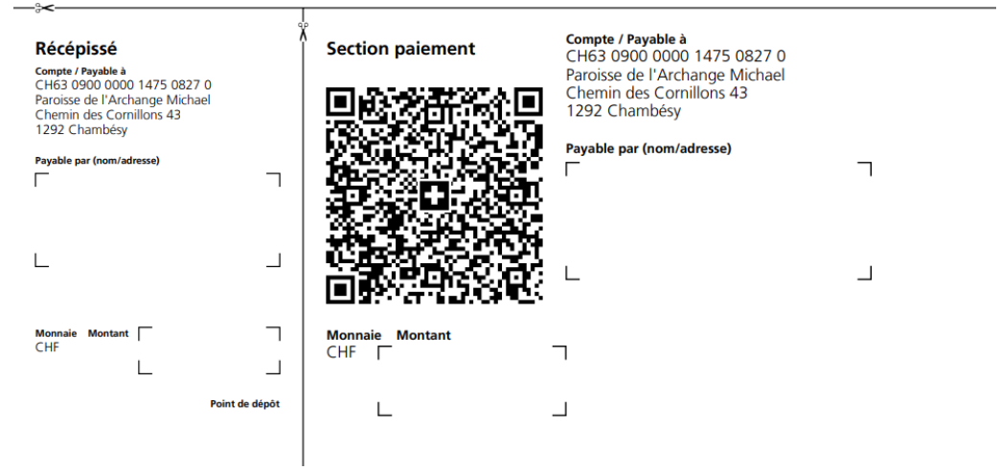 Récépissé
Compte / Payable à
CH63 0900 0000 1475 0827 0
Paroisse de l'Archange Michael
Chemin des Cornillons 43
1292 Chambésy
Payable par (nom/adresse)
Monnaie Montant
CHF
Point de dépôt
Section paiement
Monnaie Montant
CHF
Compte / Payable à
CH63 0900 0000 1475 0827 0
Paroisse de l'Archange Michael
Chemin des Cornillons 43
1292 Chambésy
Payable par (nom/adresse)